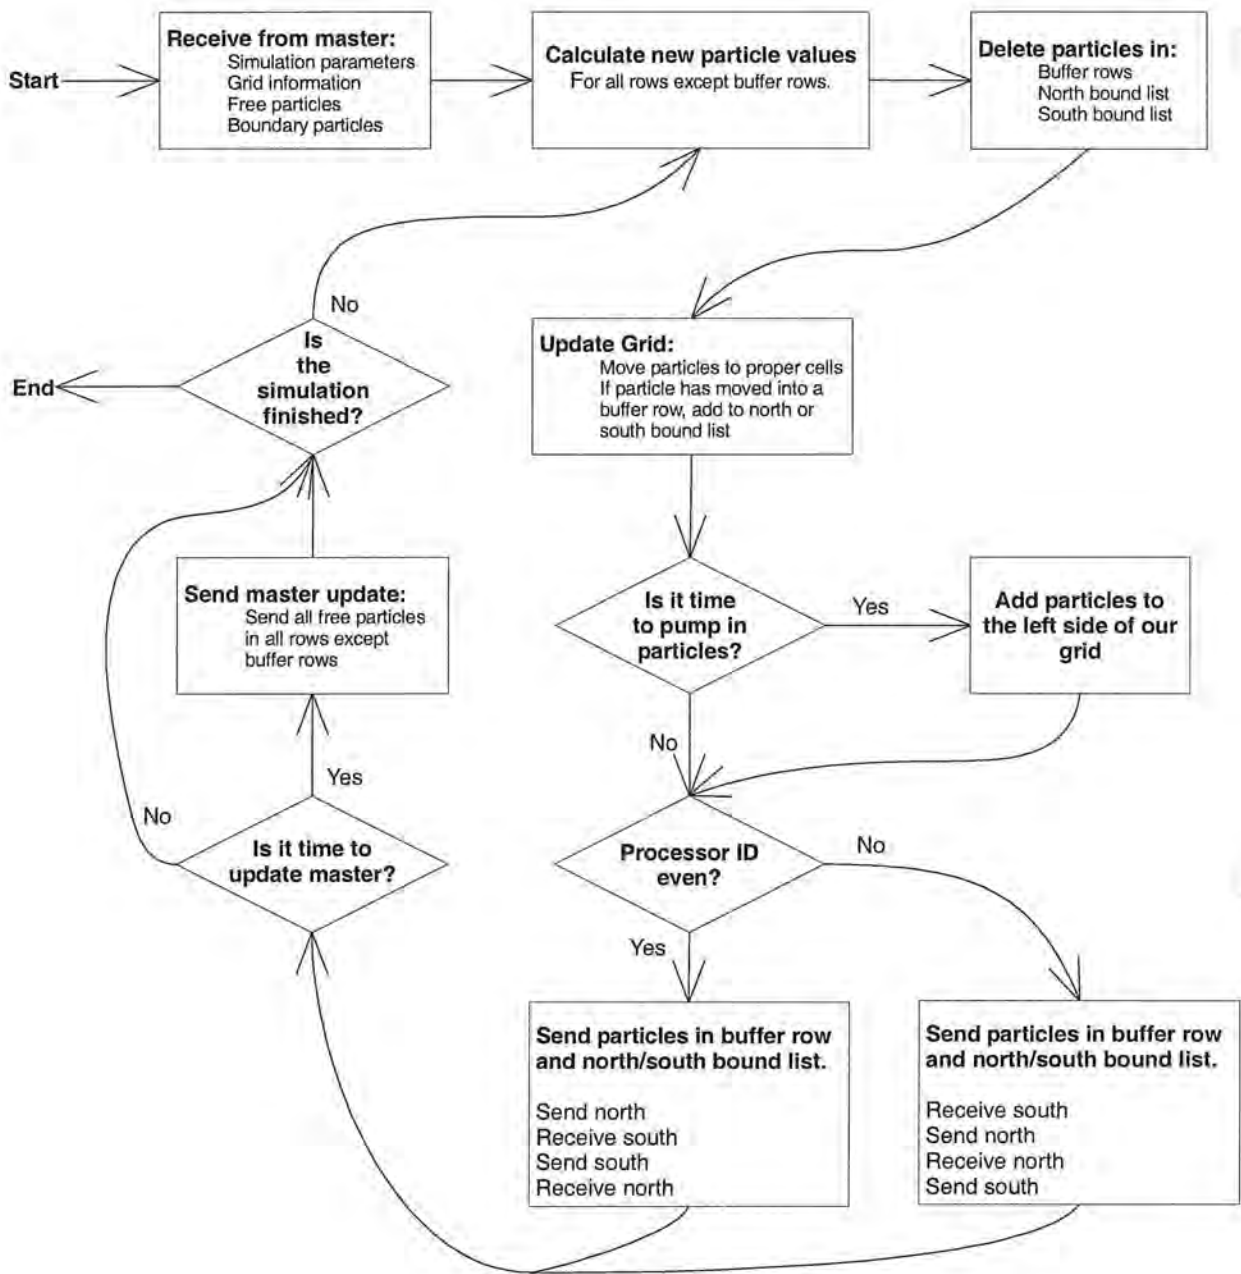 Start
Receive from master:
Simulation parameters
Grid information
Free particles
Boundary particles
Calculate new particle values
For all rows except buffer rows.
Delete particles in:
Buffer rows
North bound list
South bound list
No
Is
the
simulation
finished?
End
Update Grid:
Move particles to proper cells
If particle has moved into a
buffer row, add to north or
south bound list
Send master update:
Send all free particles
in all rows except
buffer rows
Is it time
to pump in
particles?
Yes
Add particles to
the left side of our
grid
No
Yes
No
Is it time to
update master?
Processor ID
even?
No
Yes
Send particles in buffer row
and north/south bound list.
Send north
Receive south
Send south
Receive north
Send particles in buffer row
and north/south bound list.
Receive south
Send north
Receive north
Send south